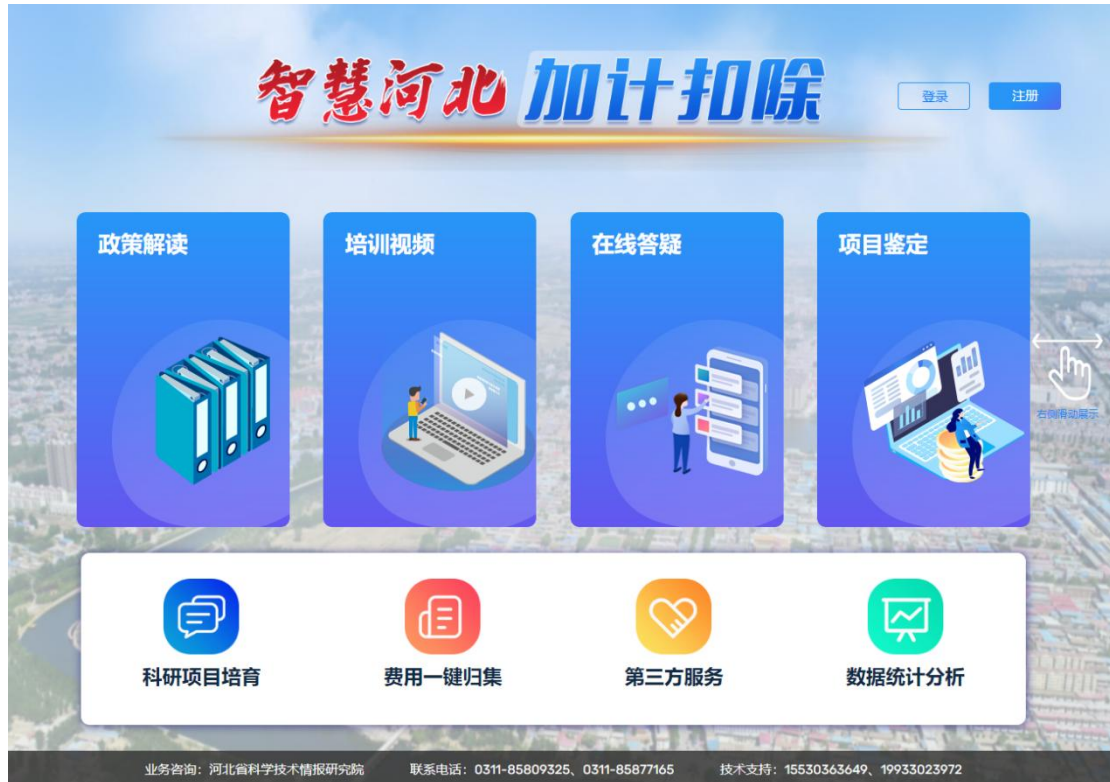 智慧河北 加计扣除
登录 注册
政策解读 培训视频 在线答疑 项目鉴定
右侧滑动展示
科研项目培育 费用一键归集 第三方服务 数据统计分析
业务咨询：河北省科学技术情报研究院 联系电话：0311-85809325、0311-85877165 技术支持：15530363649、19933023972